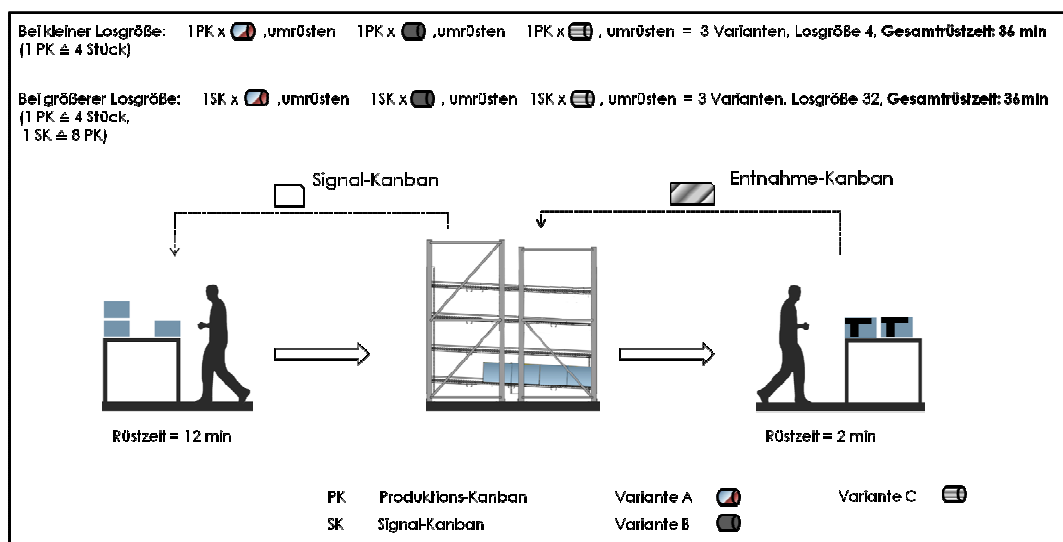 Bei kleiner Losgröße: 1PK x , umrüsten 1PK x , umrüsten 1PK x , umrüsten = 3 Varianten, Losgröße 4, Gesamtrüstzeit: 36 min
(1 PK ≙ 4 Stück)
Bei größerer Losgröße: 1SK x , umrüsten 1SK x , umrüsten 1SK x , umrüsten = 3 Varianten, Losgröße 32, Gesamtrüstzeit: 36min
(1 PK ≙ 4 Stück,
1 SK ≙ 8 PK)
Signal-Kanban
Entnahme-Kanban
Rüstzeit = 12 min
Rüstzeit = 2 min
PK Produktions-Kanban Variante A Variante C
SK Signal-Kanban Variante B